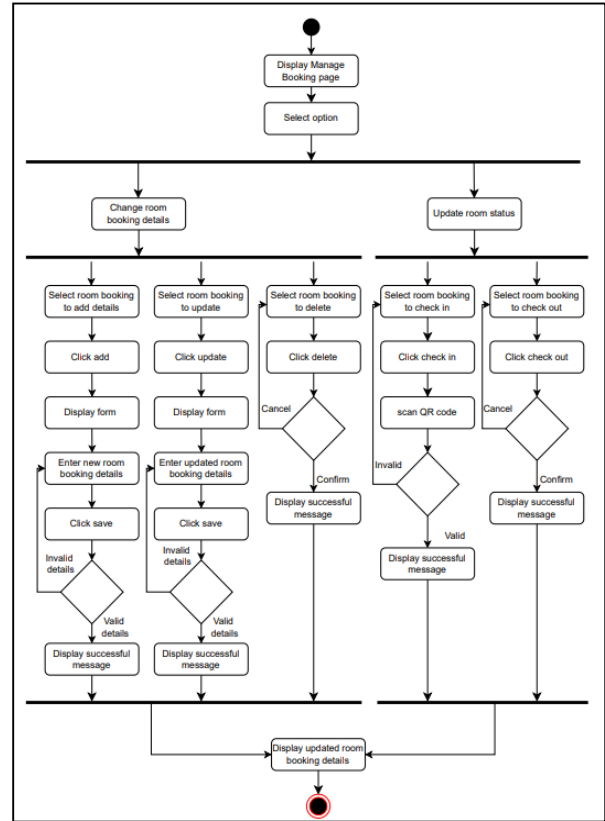 Display Manage
Booking page
Select option
Change room
booking details
Update room status
Select room booking
to add details
Select room booking
to update
Select room booking
to delete
Select room booking
to check in
Select room booking
to check out
Click add
Click update
Click delete
Click check in
Click check out
Display form
Display form
Cancel
scan QR code
Cancel
Enter new room
booking details
Enter updated room
booking details
Invalid
Confirm
Confirm
Click save
Click save
Display successful
message
Display successful
message
Invalid
details
Invalid
details
Valid
Display successful
message
Valid
details
Valid
details
Display successful
message
Display successful
message
Display updated room
booking details